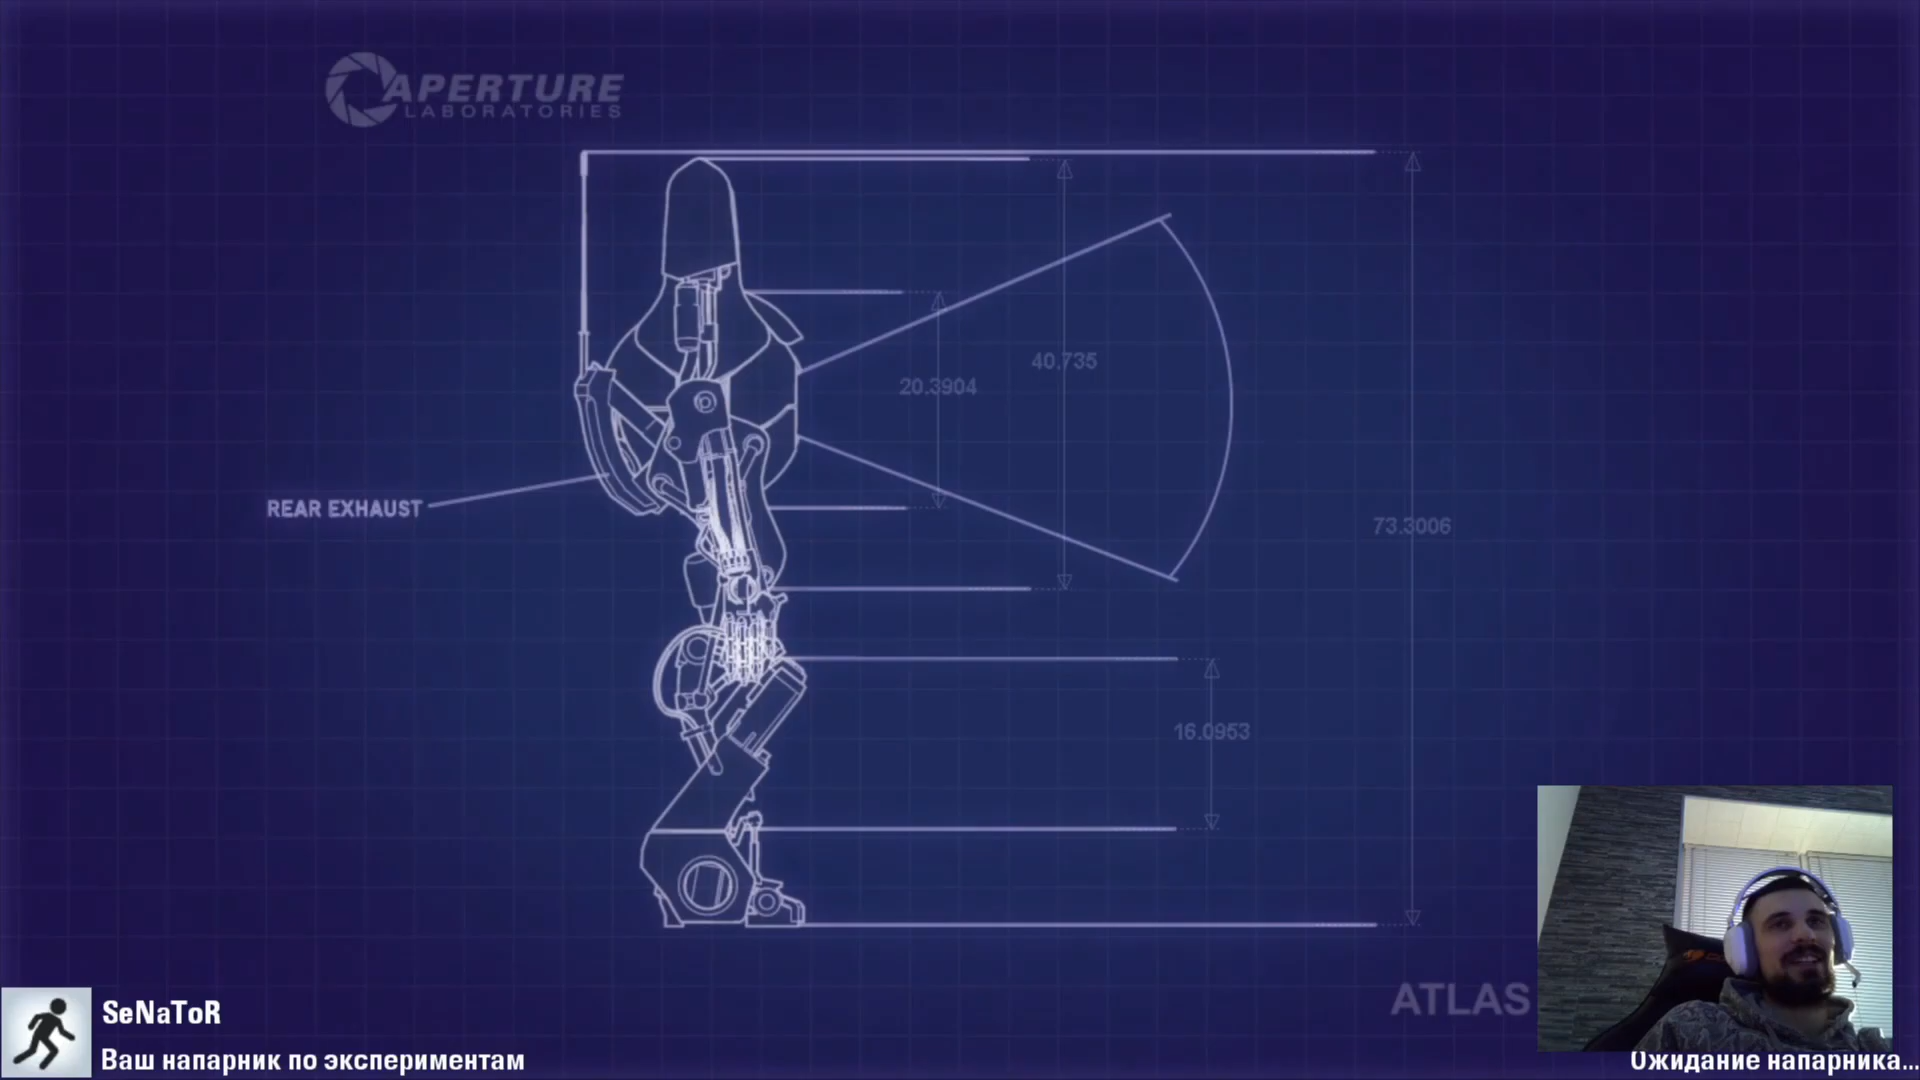 APERTURE
LABORATORIES
40.735
20.3904
REAR EXHAUST
73.3006
16.0953
ATLAS
SeNaToR
Ваш напарник по экспериментам
Ожидание напарника...